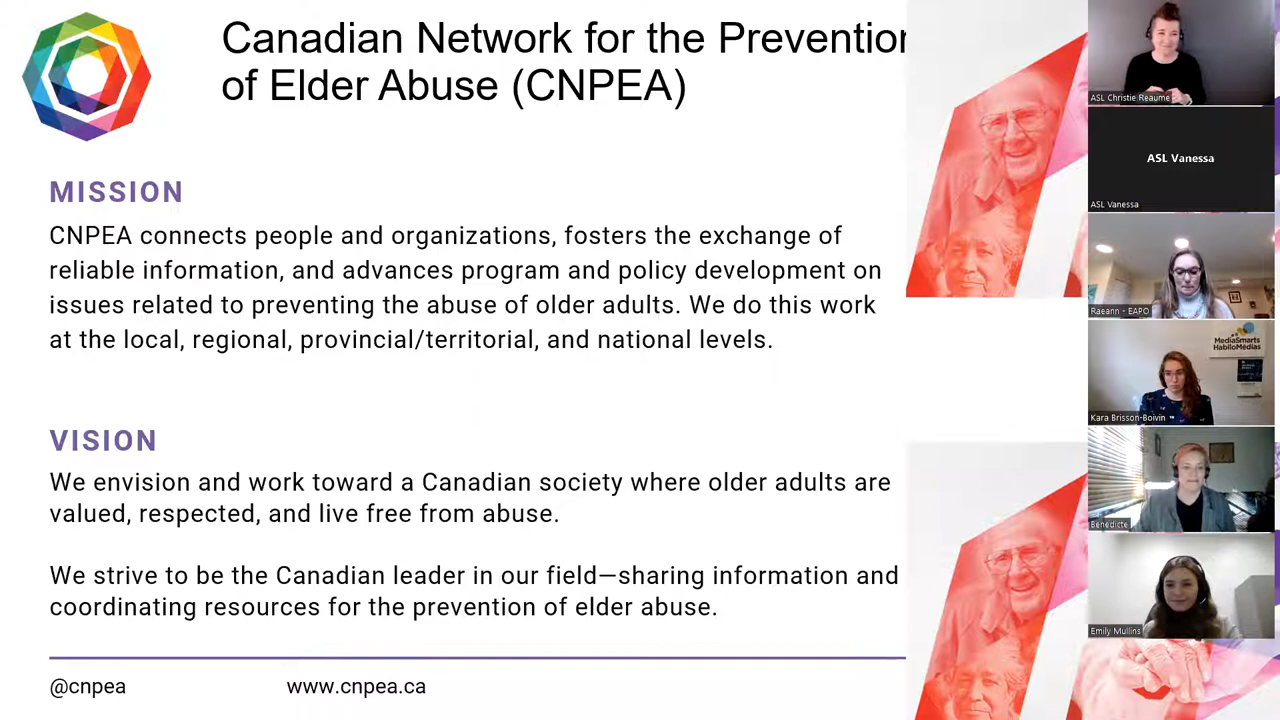 Canadian Network for the Prevention
of Elder Abuse (CNPEA)
MISSION
CNPEA connects people and organizations, fosters the exchange of
reliable information, and advances program and policy development on
issues related to preventing the abuse of older adults. We do this work
at the local, regional, provincial/territorial, and national levels.
VISION
We envision and work toward a Canadian society where older adults are
valued, respected, and live free from abuse.
We strive to be the Canadian leader in our field—sharing information and
coordinating resources for the prevention of elder abuse.
@cnpea
www.cnpea.ca
ASL Christie Reaume
ASL Vanessa
ASL Vanessa
Raeann - EAPO
MediaSmarts
HabiloMédias
Kara Brisson-Boivin
Benedicte
Emily Mullins